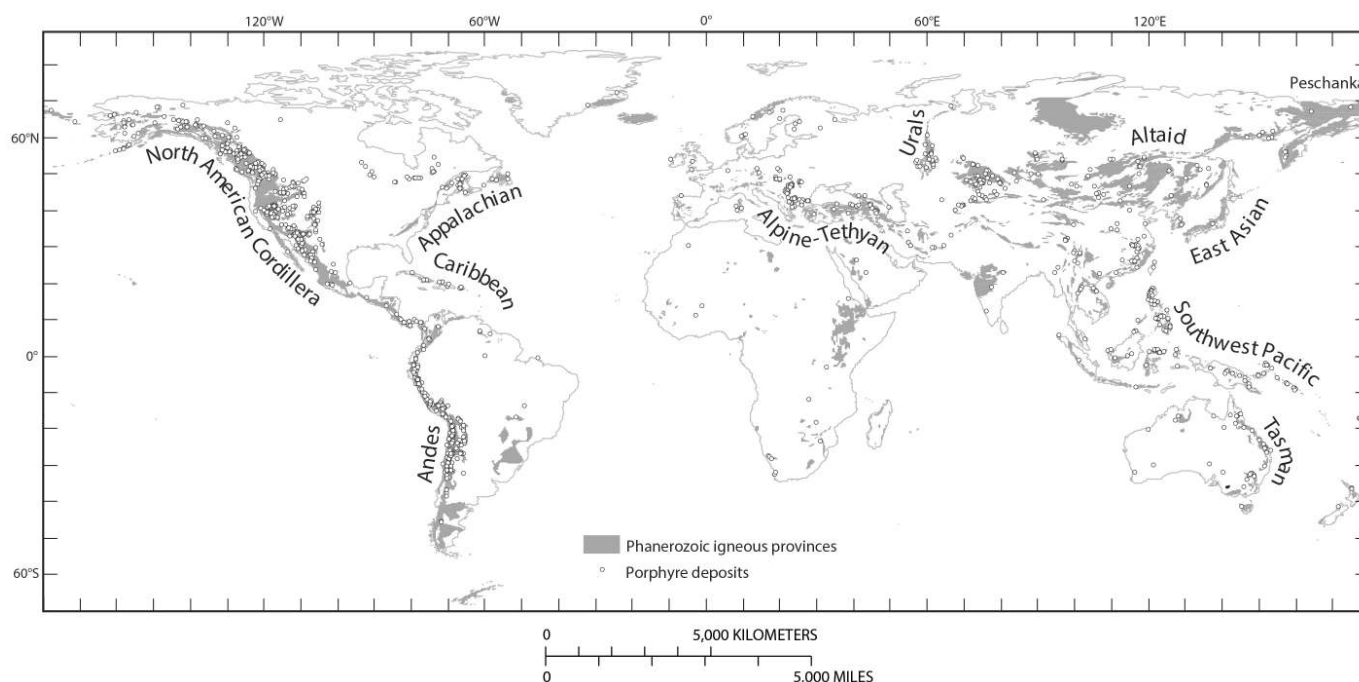 120°W 60°W 0° 60°E 120°E
Peschanka
60°N
Urals
Altaid
North American Cordillera
Appalachian
Alpine-Tethyan
East Asian
Caribbean
Southwest Pacific
0°
Andes
Tasman
Phanerozoic igneous provinces
Porphyre deposits
60°S
0 5,000 KILOMETERS
0 5,000 MILES